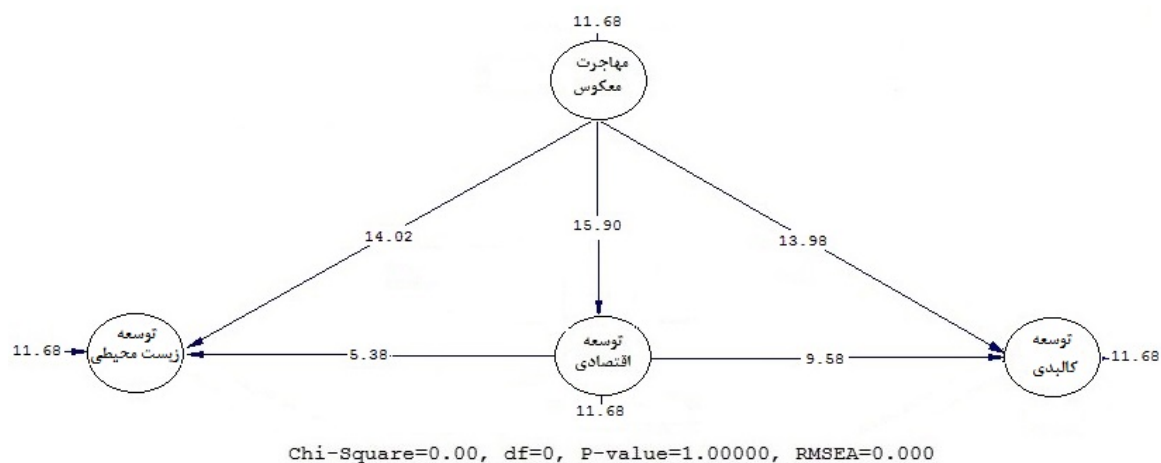 11.68
مهاجرت
معکوس
14.02
15.90
13.98
11.68
توسعه
زیست محیطی
5.38
توسعه
اقتصادی
11.68
9.58
توسعه
کالبدی
11.68
Chi-Square=0.00, df=0, P-value=1.00000, RMSEA=0.000